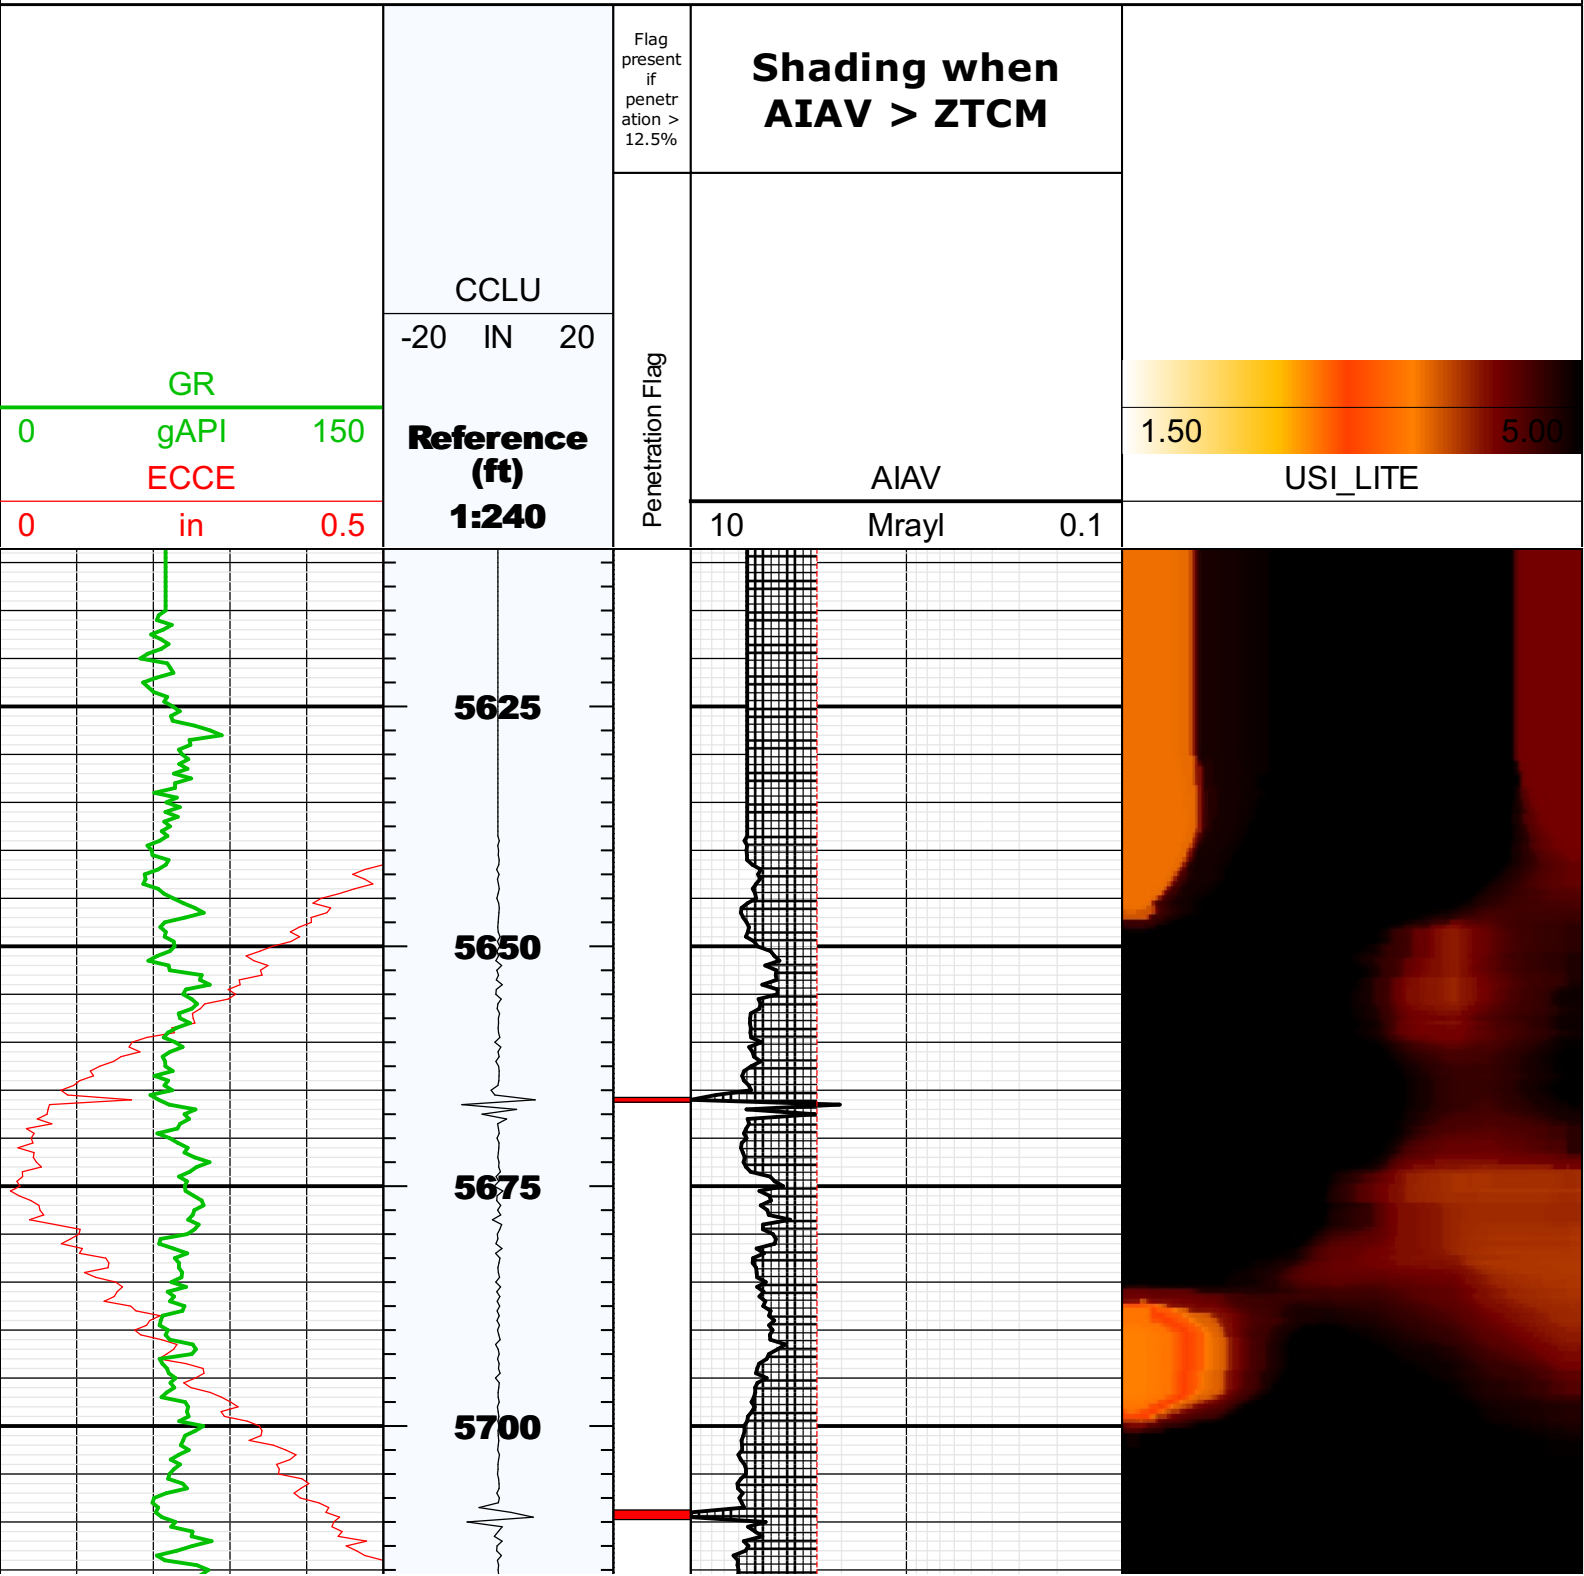 GR
0 gAPI 150
ECCE
0 in 0.5
CCLU
-20 IN 20
Reference
(ft)
1:240
Flag
present
if
penetr
ation >
12.5%
Penetration Flag
Shading when
AIAV > ZTCM
AIAV
10 Mrayl 0.1
1.50 5.00
USI_LITE
5625
5650
5675
5700